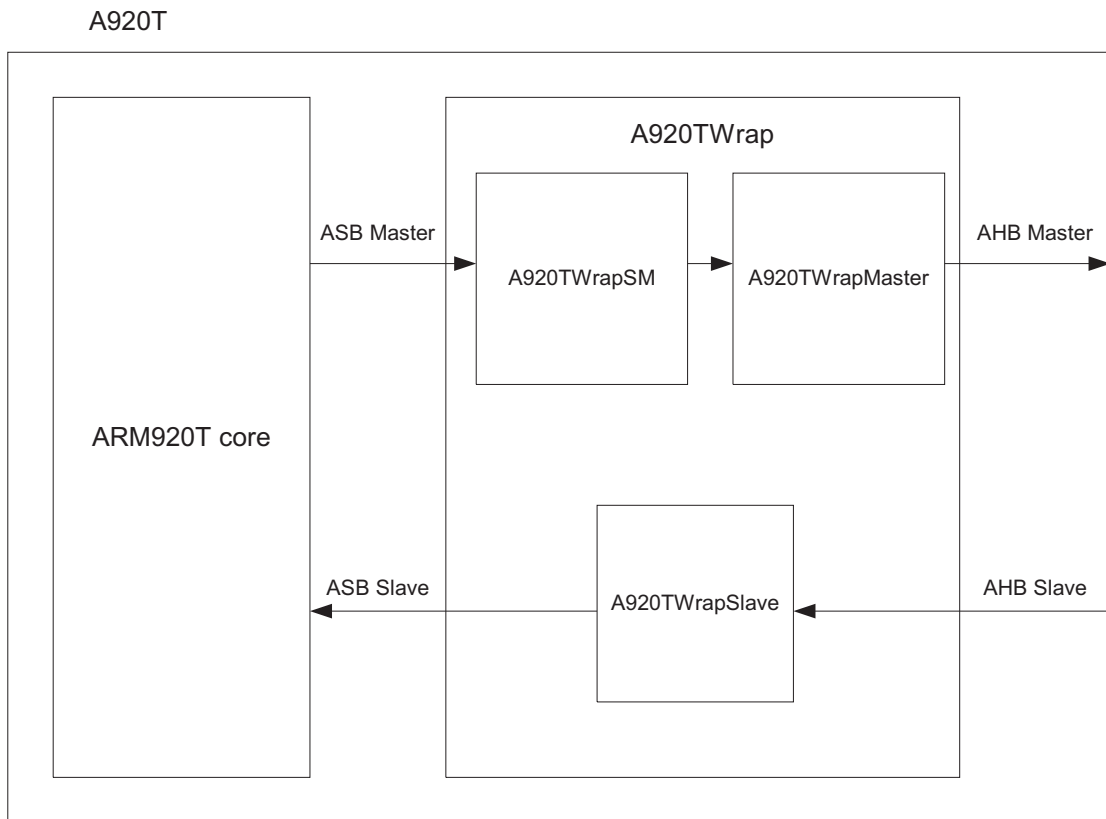 A920T
A920TWrap
ASB Master
AHB Master
A920TWrapSM
A920TWrapMaster
ARM920T core
ASB Slave
AHB Slave
A920TWrapSlave